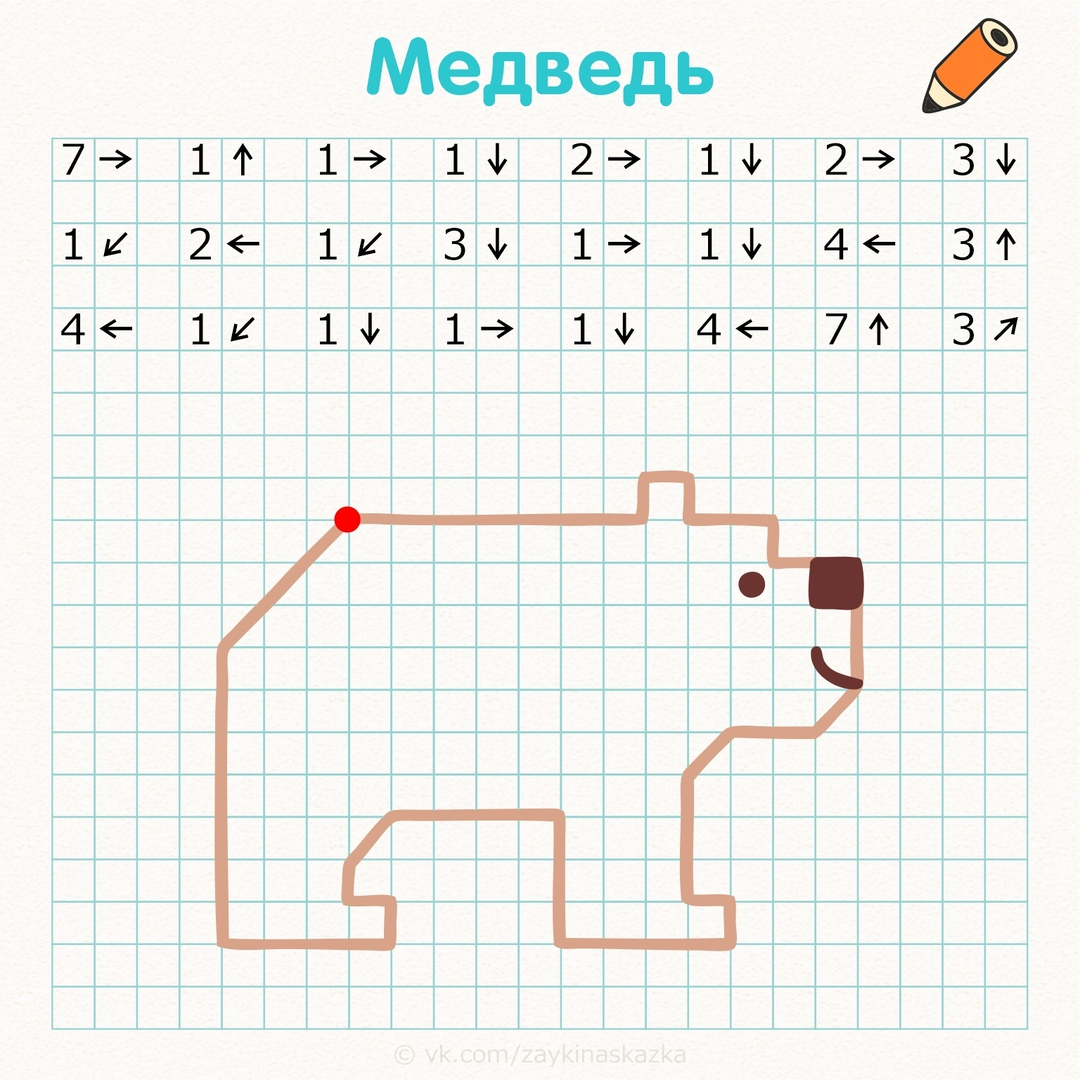 Медведь
7→ 1↑ 1→ 1↓ 2→ 1↓ 2→ 3↓
1↙ 2← 1↙ 3↓ 1→ 1↓ 4← 3↑
4← 1↙ 1↓ 1→ 1↓ 4← 7↑ 3↗
© vk.com/zaykinaskazka